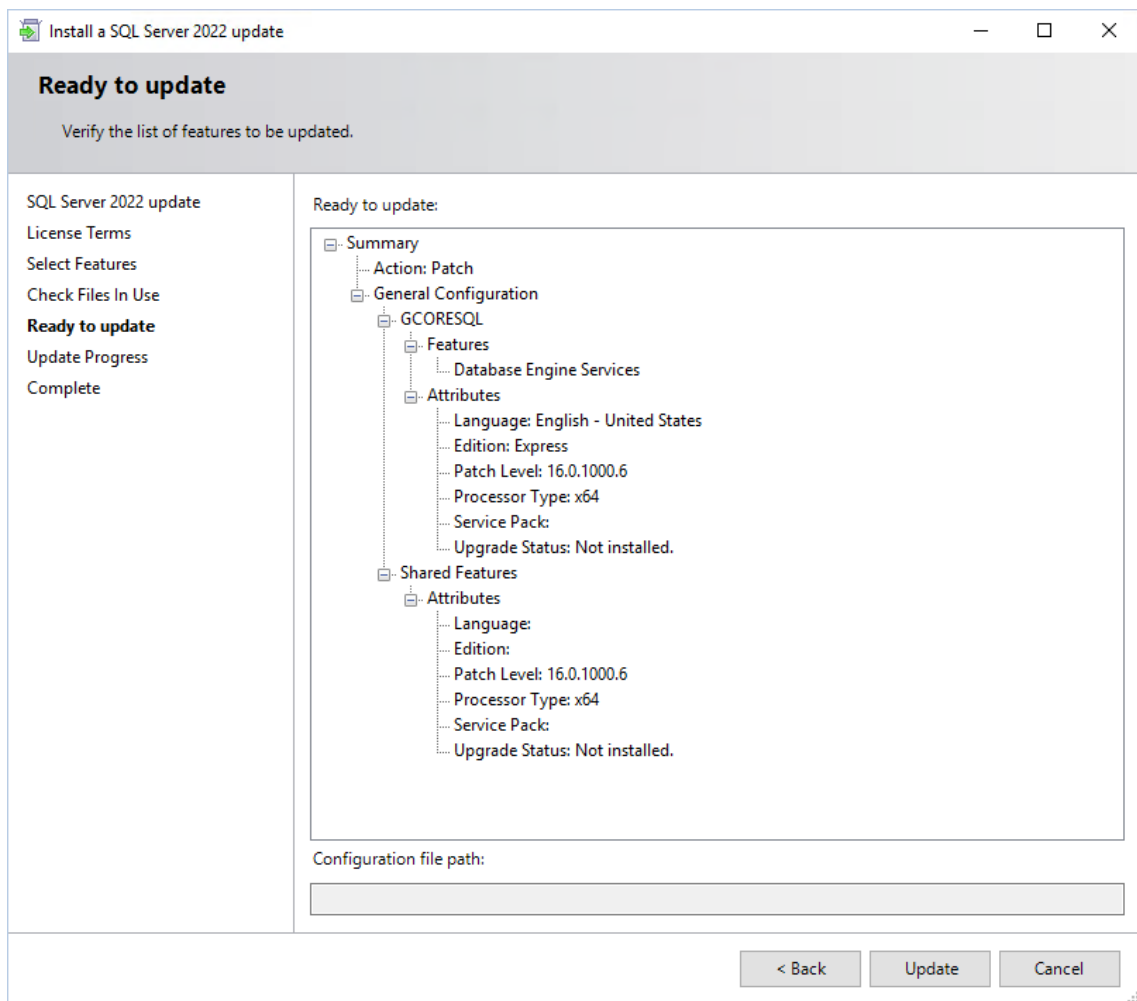 Install a SQL Server 2022 update
Ready to update
Verify the list of features to be updated.
SQL Server 2022 update
License Terms
Select Features
Check Files In Use
Ready to update
Update Progress
Complete
Ready to update:
Summary
Action: Patch
General Configuration
GCORESQL
Features
Database Engine Services
Attributes
Language: English - United States
Edition: Express
Patch Level: 16.0.1000.6
Processor Type: x64
Service Pack:
Upgrade Status: Not installed.
Shared Features
Attributes
Language:
Edition:
Patch Level: 16.0.1000.6
Processor Type: x64
Service Pack:
Upgrade Status: Not installed.
Configuration file path:
< Back
Update
Cancel